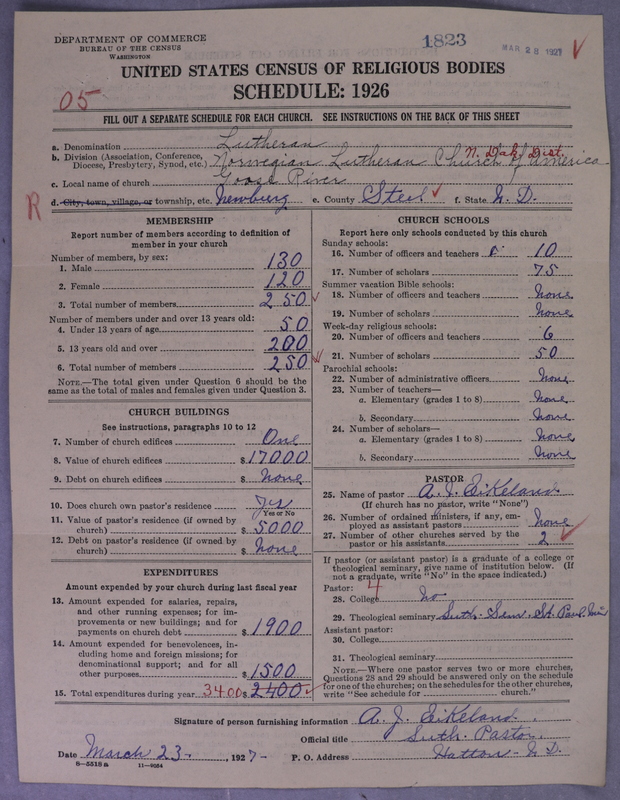 DEPARTMENT OF COMMERCE
BUREAU OF THE CENSUS
WASHINGTON
1823
MAR 28 1927
UNITED STATES CENSUS OF RELIGIOUS BODIES
SCHEDULE: 1926
05
FILL OUT A SEPARATE SCHEDULE FOR EACH CHURCH. SEE INSTRUCTIONS ON THE BACK OF THIS SHEET
a. Denomination Lutheran
N. Dak. Dist.
b. Division (Association, Conference, Diocese, Presbytery, Synod, etc.) Norwegian Lutheran Church of America
c. Local name of church Goose River
R
d. City, town, village, or township, etc. Newburg e. County Steel f. State N. D.
MEMBERSHIP
Report number of members according to definition of
member in your church
Number of members, by sex:
1. Male 130
2. Female 120
3. Total number of members 250
Number of members under and over 13 years old:
4. Under 13 years of age 50
5. 13 years old and over 200
6. Total number of members 250
NOTE.—The total given under Question 6 should be
same as the total of males and females given under Question 3.
CHURCH BUILDINGS
See instructions, paragraphs 10 to 12
7. Number of church edifices One
8. Value of church edifices $17000
9. Debt on church edifices $ None
10. Does church own pastor's residence Yes
Yes or No
11. Value of pastor's residence (if owned by
church) $5000
12. Debt on pastor's residence (if owned by
church) $ None
EXPENDITURES
Amount expended by your church during last fiscal year
13. Amount expended for salaries, repairs,
and other running expenses; for im-
provements or new buildings; and for
payments on church debt $1900
14. Amount expended for benevolences, in-
cluding home and foreign missions; for
denominational support; and for all
other purposes $1500
15. Total expenditures during year 3400 $2400
CHURCH SCHOOLS
Report here only schools conducted by this church
Sunday schools:
16. Number of officers and teachers 10
17. Number of scholars 75
Summer vacation Bible schools:
18. Number of officers and teachers None
19. Number of scholars None
Week-day religious schools:
20. Number of officers and teachers 6
21. Number of scholars 50
Parochial schools:
22. Number of administrative officers None
23. Number of teachers—
a. Elementary (grades 1 to 8) None
b. Secondary None
24. Number of scholars—
a. Elementary (grades 1 to 8) None
b. Secondary None
PASTOR
25. Name of pastor A. J. Eikeland
(If church has no pastor, write "None")
26. Number of ordained ministers, if any, em-
ployed as assistant pastors None
27. Number of other churches served by the
pastor or his assistants 2
If pastor (or assistant pastor) is a graduate of a college or
theological seminary, give name of institution below. (If
not a graduate, write "No" in the space indicated.)
Pastor: 4
28. College No
29. Theological seminary Luth. Sem. St. Paul Min
Assistant pastor:
30. College
31. Theological seminary
NOTE.—Where one pastor serves two or more churches,
Questions 28 and 29 should be answered only on the schedule
for one of the churches; on the schedules for the other churches,
write "See schedule for church."
Signature of person furnishing information A. J. Eikeland.
Official title Luth. Pastor.
Date March 23-, 1927- P. O. Address Hatton - N. D.
8—5518 a 11—9054